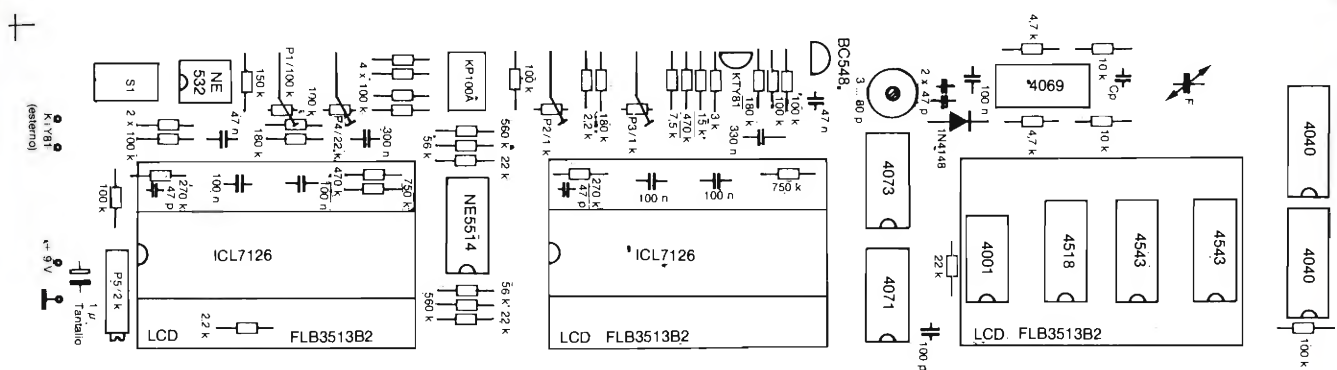 S1
NE
532
150 k
P1/100 k
100 k
P4/22 k
4 x 100 k
KP100A
100 k
P2/1 k
2,2 k
180 k
P3/1 k
7,5 k
470 k
15 k
3 k
KTY81
180 k
100 k
100 k
BC548
47 n
3 ... 80 p
2 x 47 p
100 n
1N4148
4,7 k
4069
4,7 k
10 k
Cp
10 k
F
4040
4040
100 k
KTY81
(esterno)
2 x 100 k
47 n
180 k
300 n
56 k
560 k
22 k
330 n
100 k
270 k
47 p
100 n
100 n
470 k
750 k
ICL7126
NE5514
270 k
47 p
100 n
100 n
750 k
ICL7126
4073
4071
22 k
4001
4518
4543
4543
+ 9 V
1 µ
Tantalio
P5/2 k
2,2 k
LCD FLB3513B2
560 k
56 k
22 k
LCD FLB3513B2
100 p
LCD FLB3513B2